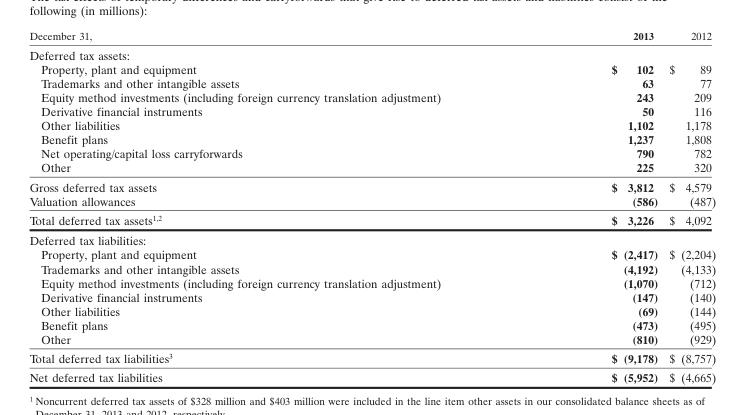 following (in millions):
December 31, 2013 2012
Deferred tax assets:
Property, plant and equipment $ 102 $ 89
Trademarks and other intangible assets 63 77
Equity method investments (including foreign currency translation adjustment) 243 209
Derivative financial instruments 50 116
Other liabilities 1,102 1,178
Benefit plans 1,237 1,808
Net operating/capital loss carryforwards 790 782
Other 225 320
Gross deferred tax assets $ 3,812 $ 4,579
Valuation allowances (586) (487)
Total deferred tax assets1,2 $ 3,226 $ 4,092
Deferred tax liabilities:
Property, plant and equipment $ (2,417) $ (2,204)
Trademarks and other intangible assets (4,192) (4,133)
Equity method investments (including foreign currency translation adjustment) (1,070) (712)
Derivative financial instruments (147) (140)
Other liabilities (69) (144)
Benefit plans (473) (495)
Other (810) (929)
Total deferred tax liabilities3 $ (9,178) $ (8,757)
Net deferred tax liabilities $ (5,952) $ (4,665)
1 Noncurrent deferred tax assets of $328 million and $403 million were included in the line item other assets in our consolidated balance sheets as of
December 31, 2013 and 2012, respectively.